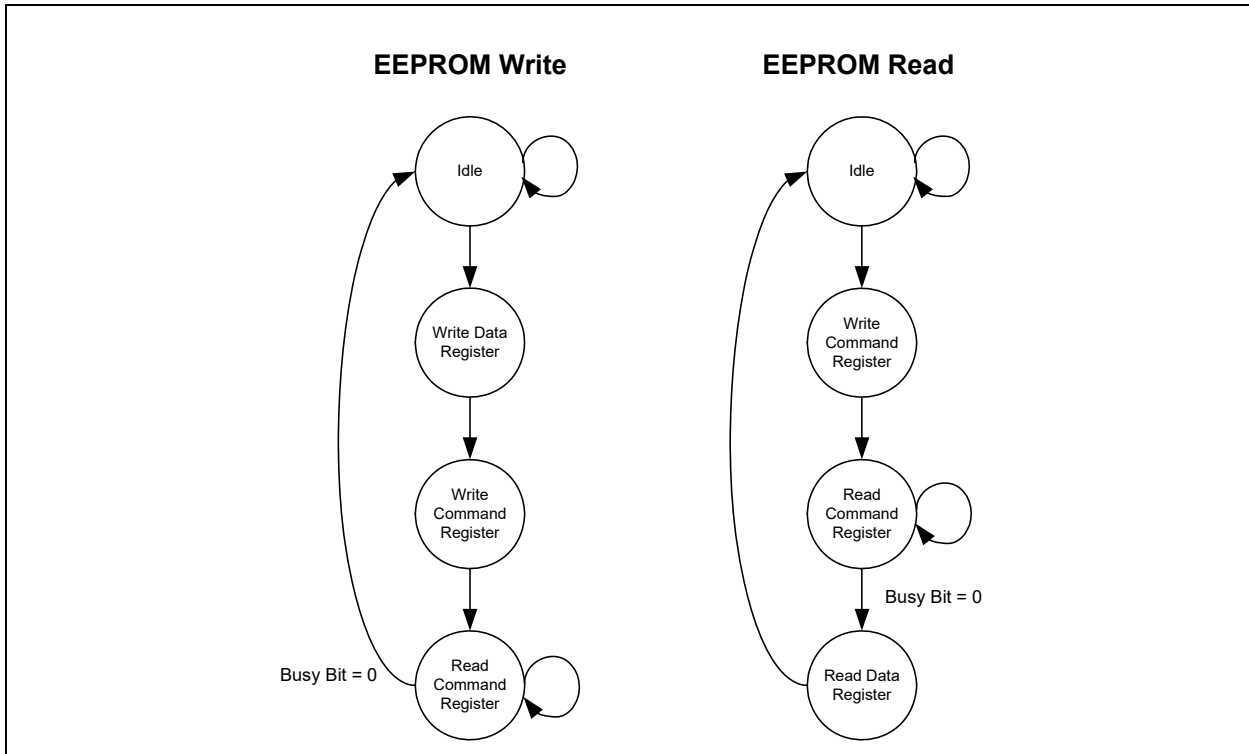 EEPROM Write
Idle
Write Data
Register
Write
Command
Register
Read
Command
Register
Busy Bit = 0
EEPROM Read
Idle
Write
Command
Register
Read
Command
Register
Busy Bit = 0
Read Data
Register